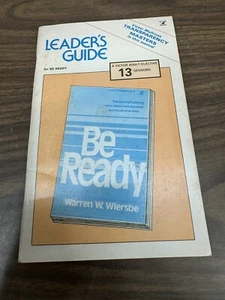 LEADER'S
GUIDE
for BE READY
TRANSPARENCY
MASTERS
A VICTOR ADULT ELECTIVE
13 SESSIONS
Be
Ready
Warren W. Wiersbe